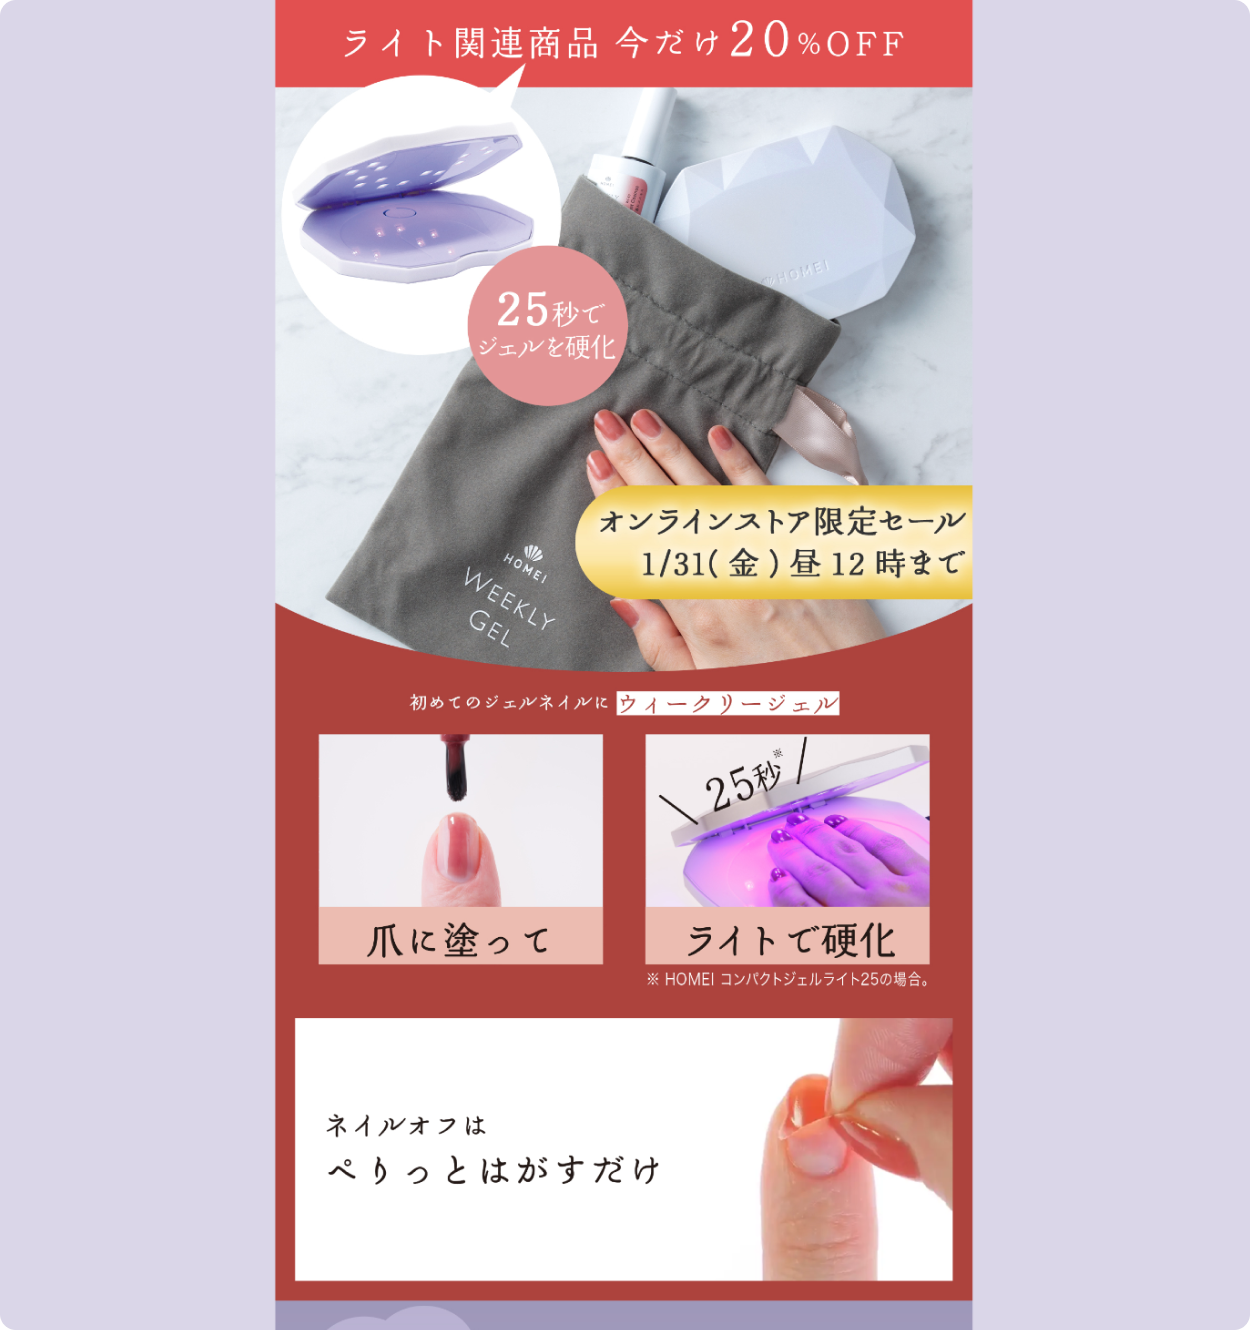 ライト関連商品 今だけ20%OFF
25秒で
ジェルを硬化
HOMEI
オンラインストア限定セール
1/31(金)昼12時まで
HOMEI
WEEKLY
GEL
初めてのジェルネイルに ウィークリージェル
25秒※
爪に塗って
ライトで硬化
※ HOMEI コンパクトジェルライト25の場合。
ネイルオフは
ぺりっとはがすだけ